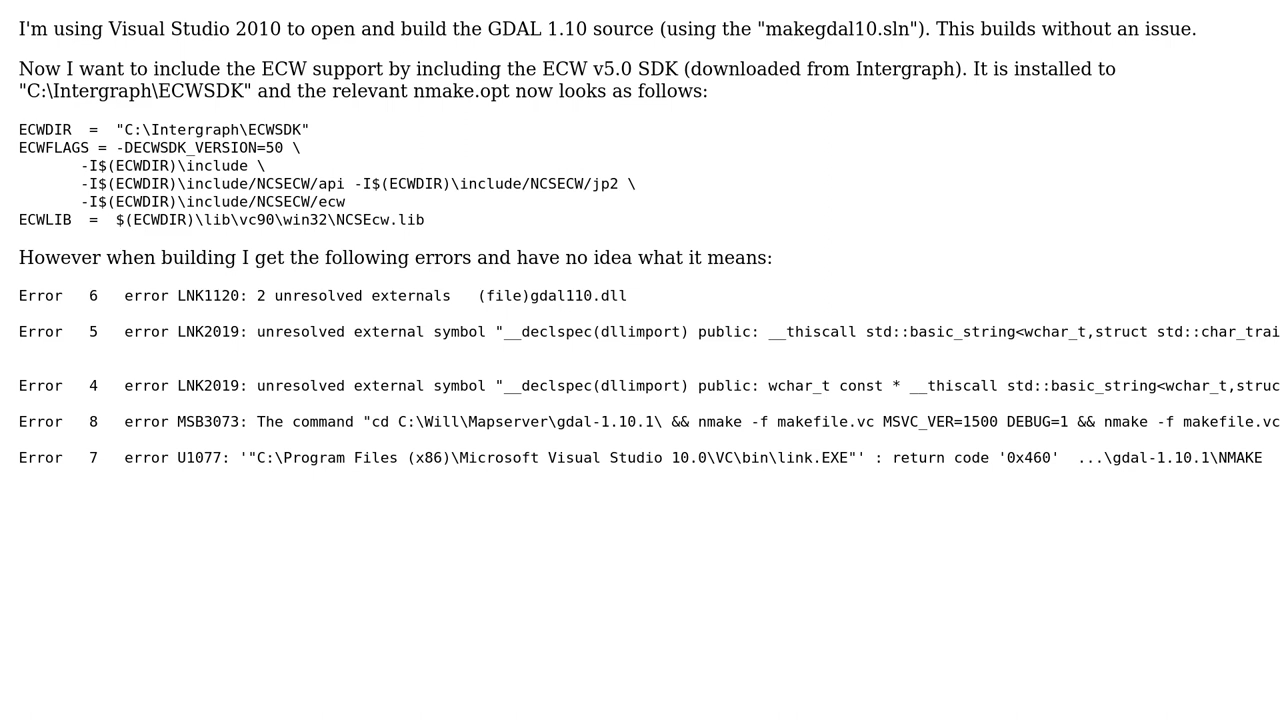 I'm using Visual Studio 2010 to open and build the GDAL 1.10 source (using the "makegdal10.sln"). This builds without an issue.
Now I want to include the ECW support by including the ECW v5.0 SDK (downloaded from Intergraph). It is installed to
"C:\Intergraph\ECWSDK" and the relevant nmake.opt now looks as follows:
ECWDIR  =  "C:\Intergraph\ECWSDK"
ECWFLAGS = -DECWSDK_VERSION=50 \
       -I$(ECWDIR)\include \
       -I$(ECWDIR)\include/NCSECW/api -I$(ECWDIR)\include/NCSECW/jp2 \
       -I$(ECWDIR)\include/NCSECW/ecw
ECWLIB  =  $(ECWDIR)\lib\vc90\win32\NCSEcw.lib
However when building I get the following errors and have no idea what it means:
Error   6   error LNK1120: 2 unresolved externals   (file)gdal110.dll
Error   5   error LNK2019: unresolved external symbol "__declspec(dllimport) public: __thiscall std::basic_string<wchar_t,struct std::char_trai
Error   4   error LNK2019: unresolved external symbol "__declspec(dllimport) public: wchar_t const * __thiscall std::basic_string<wchar_t,struc
Error   8   error MSB3073: The command "cd C:\Will\Mapserver\gdal-1.10.1\ && nmake -f makefile.vc MSVC_VER=1500 DEBUG=1 && nmake -f makefile.vc
Error   7   error U1077: '"C:\Program Files (x86)\Microsoft Visual Studio 10.0\VC\bin\link.EXE"' : return code '0x460'  ...\gdal-1.10.1\NMAKE